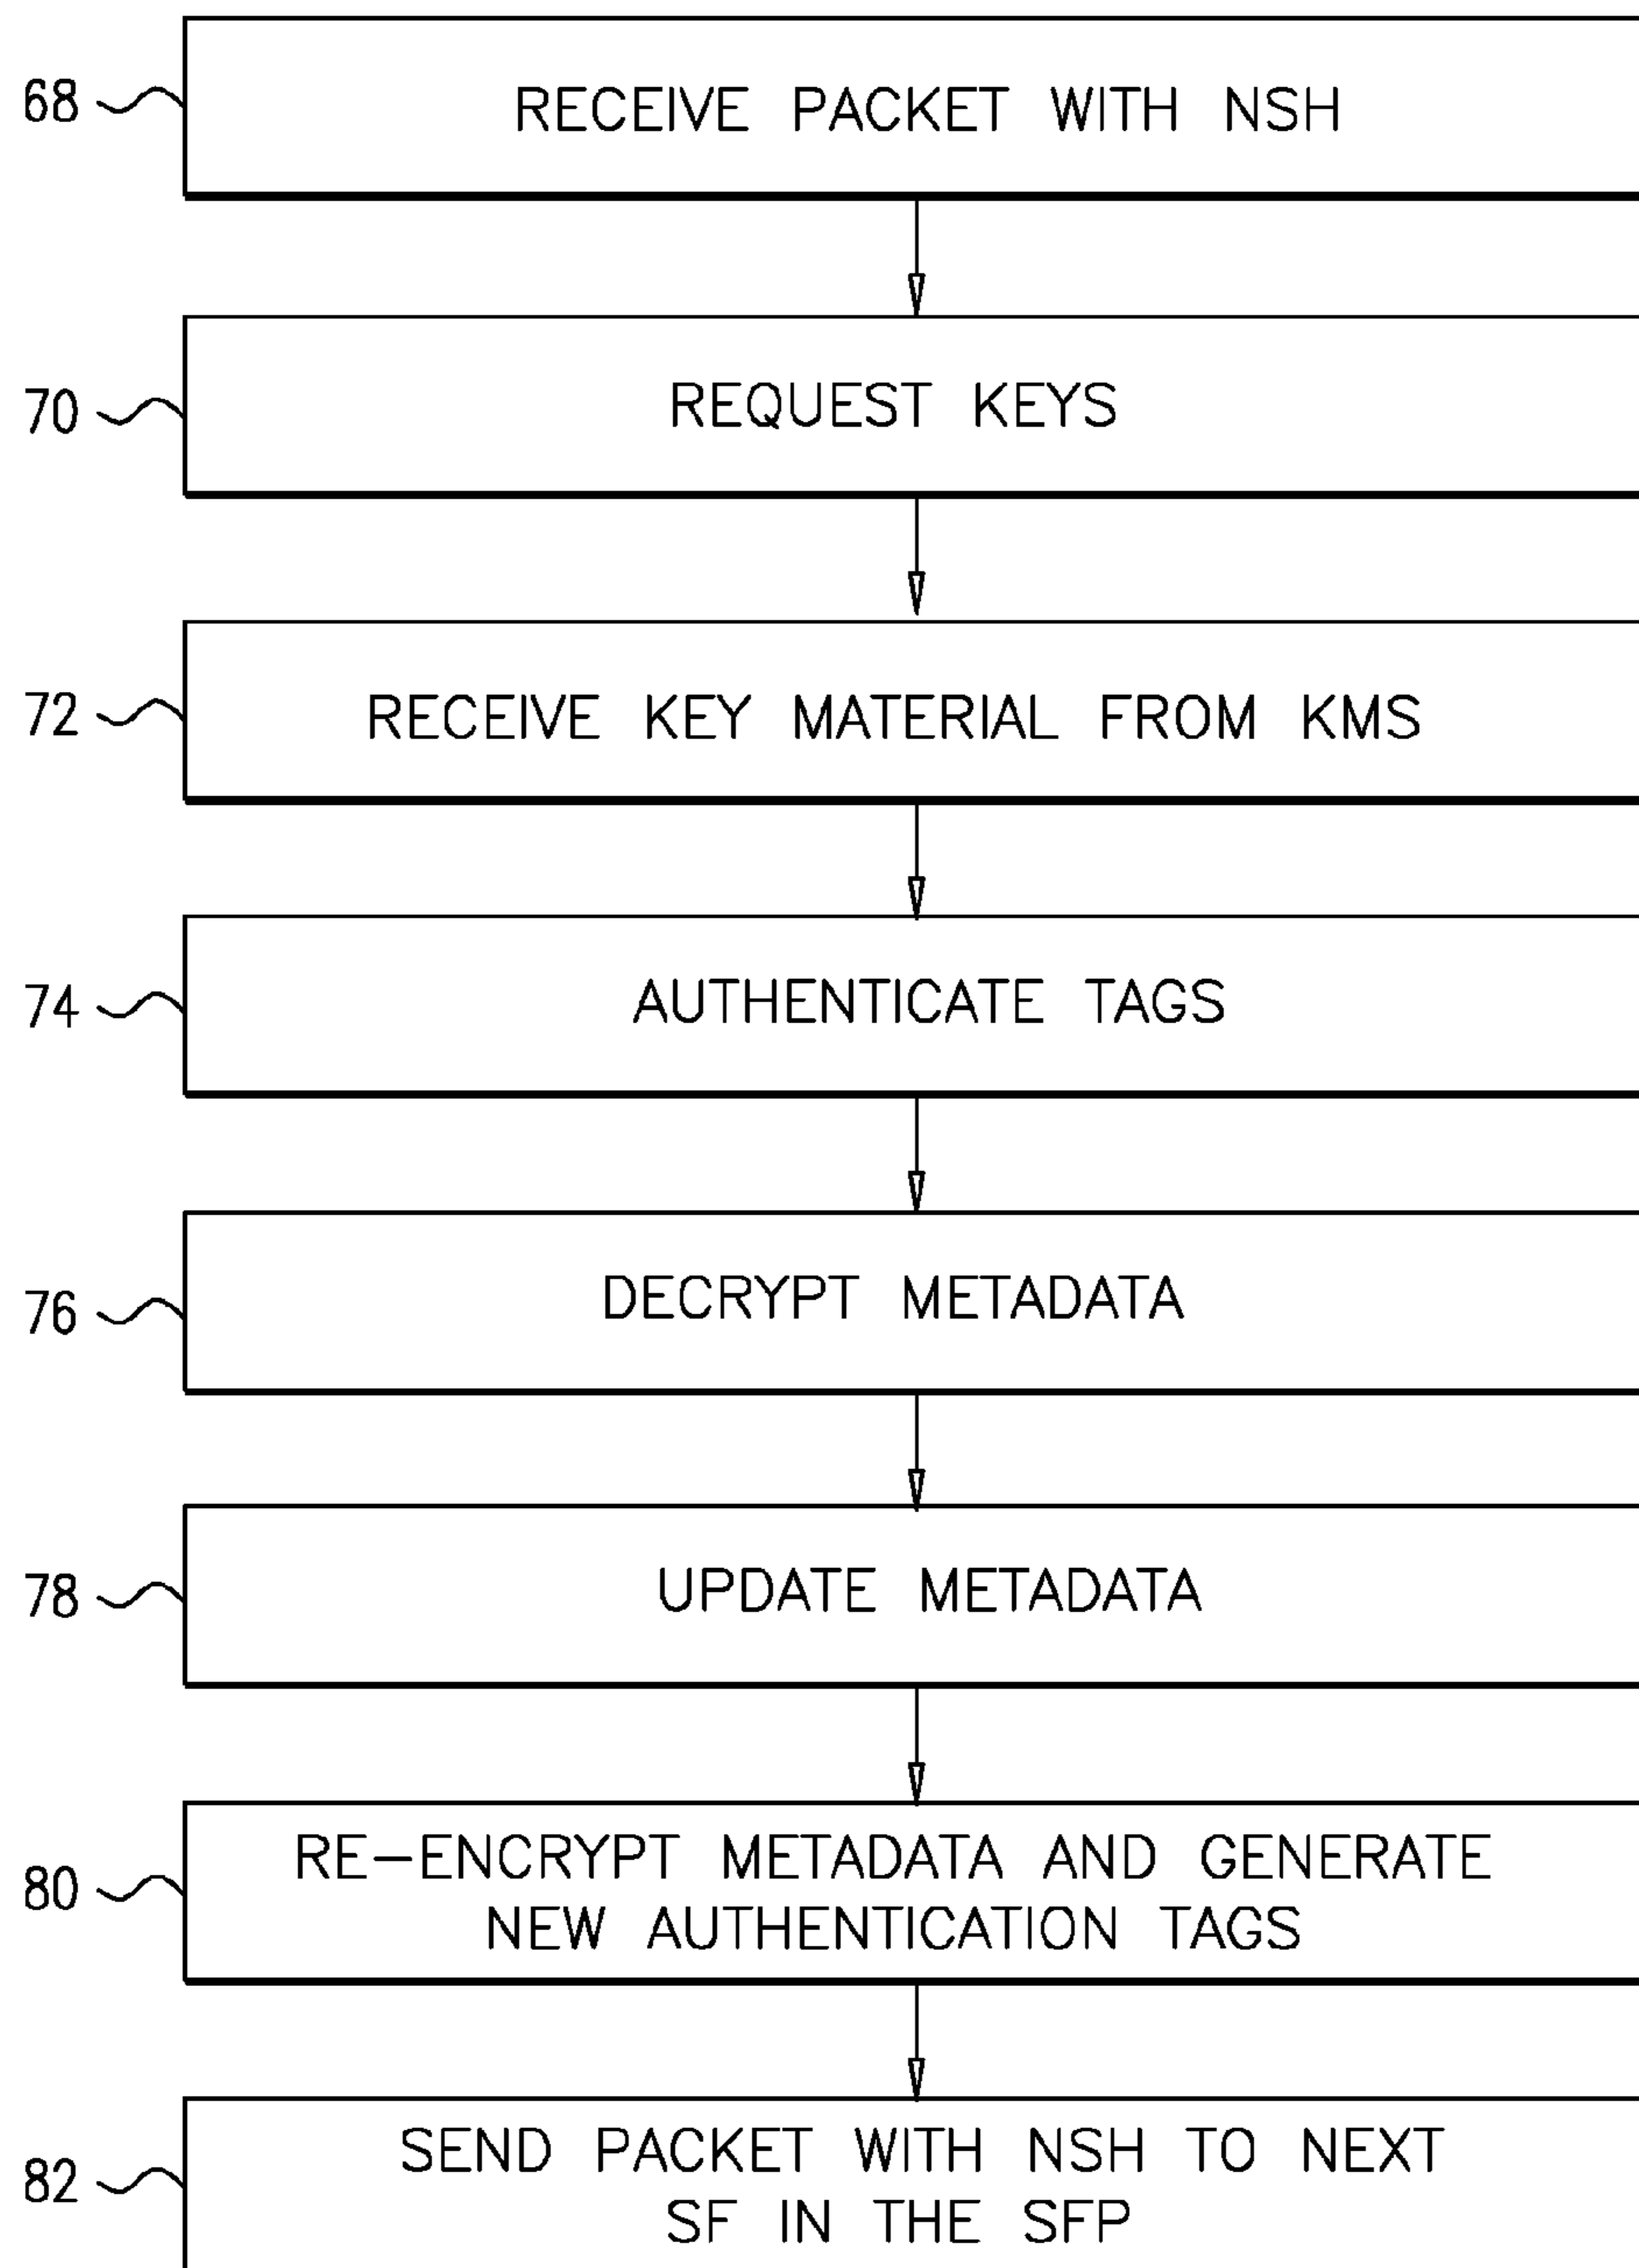 68 RECEIVE PACKET WITH NSH
70 REQUEST KEYS
72 RECEIVE KEY MATERIAL FROM KMS
74 AUTHENTICATE TAGS
76 DECRYPT METADATA
78 UPDATE METADATA
80 RE-ENCRYPT METADATA AND GENERATE
NEW AUTHENTICATION TAGS
82 SEND PACKET WITH NSH TO NEXT
SF IN THE SFP